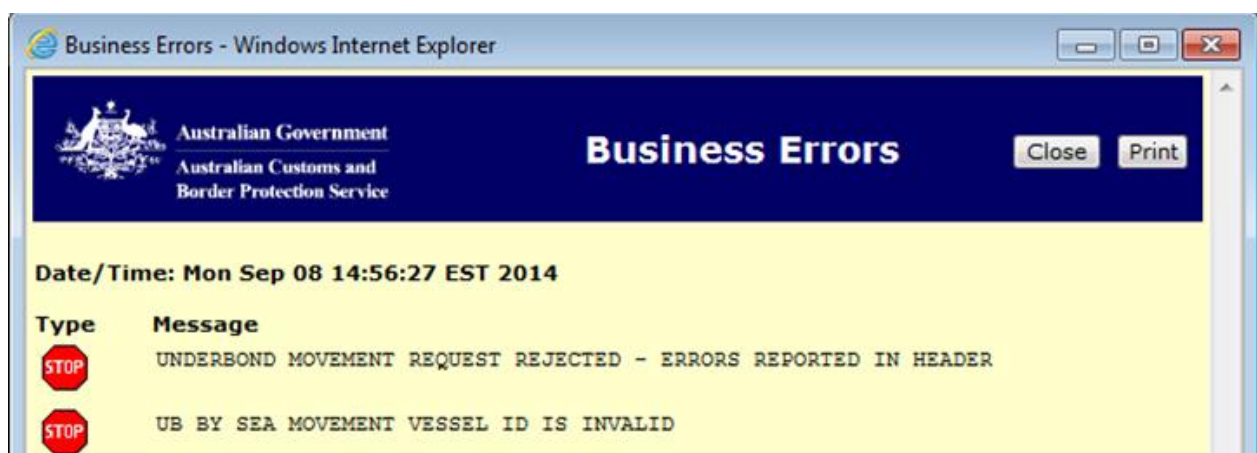 Business Errors - Windows Internet Explorer
Australian Government
Australian Customs and
Border Protection Service
Business Errors
Close Print
Date/Time: Mon Sep 08 14:56:27 EST 2014
Type Message
STOP UNDERBOND MOVEMENT REQUEST REJECTED - ERRORS REPORTED IN HEADER
STOP UB BY SEA MOVEMENT VESSEL ID IS INVALID